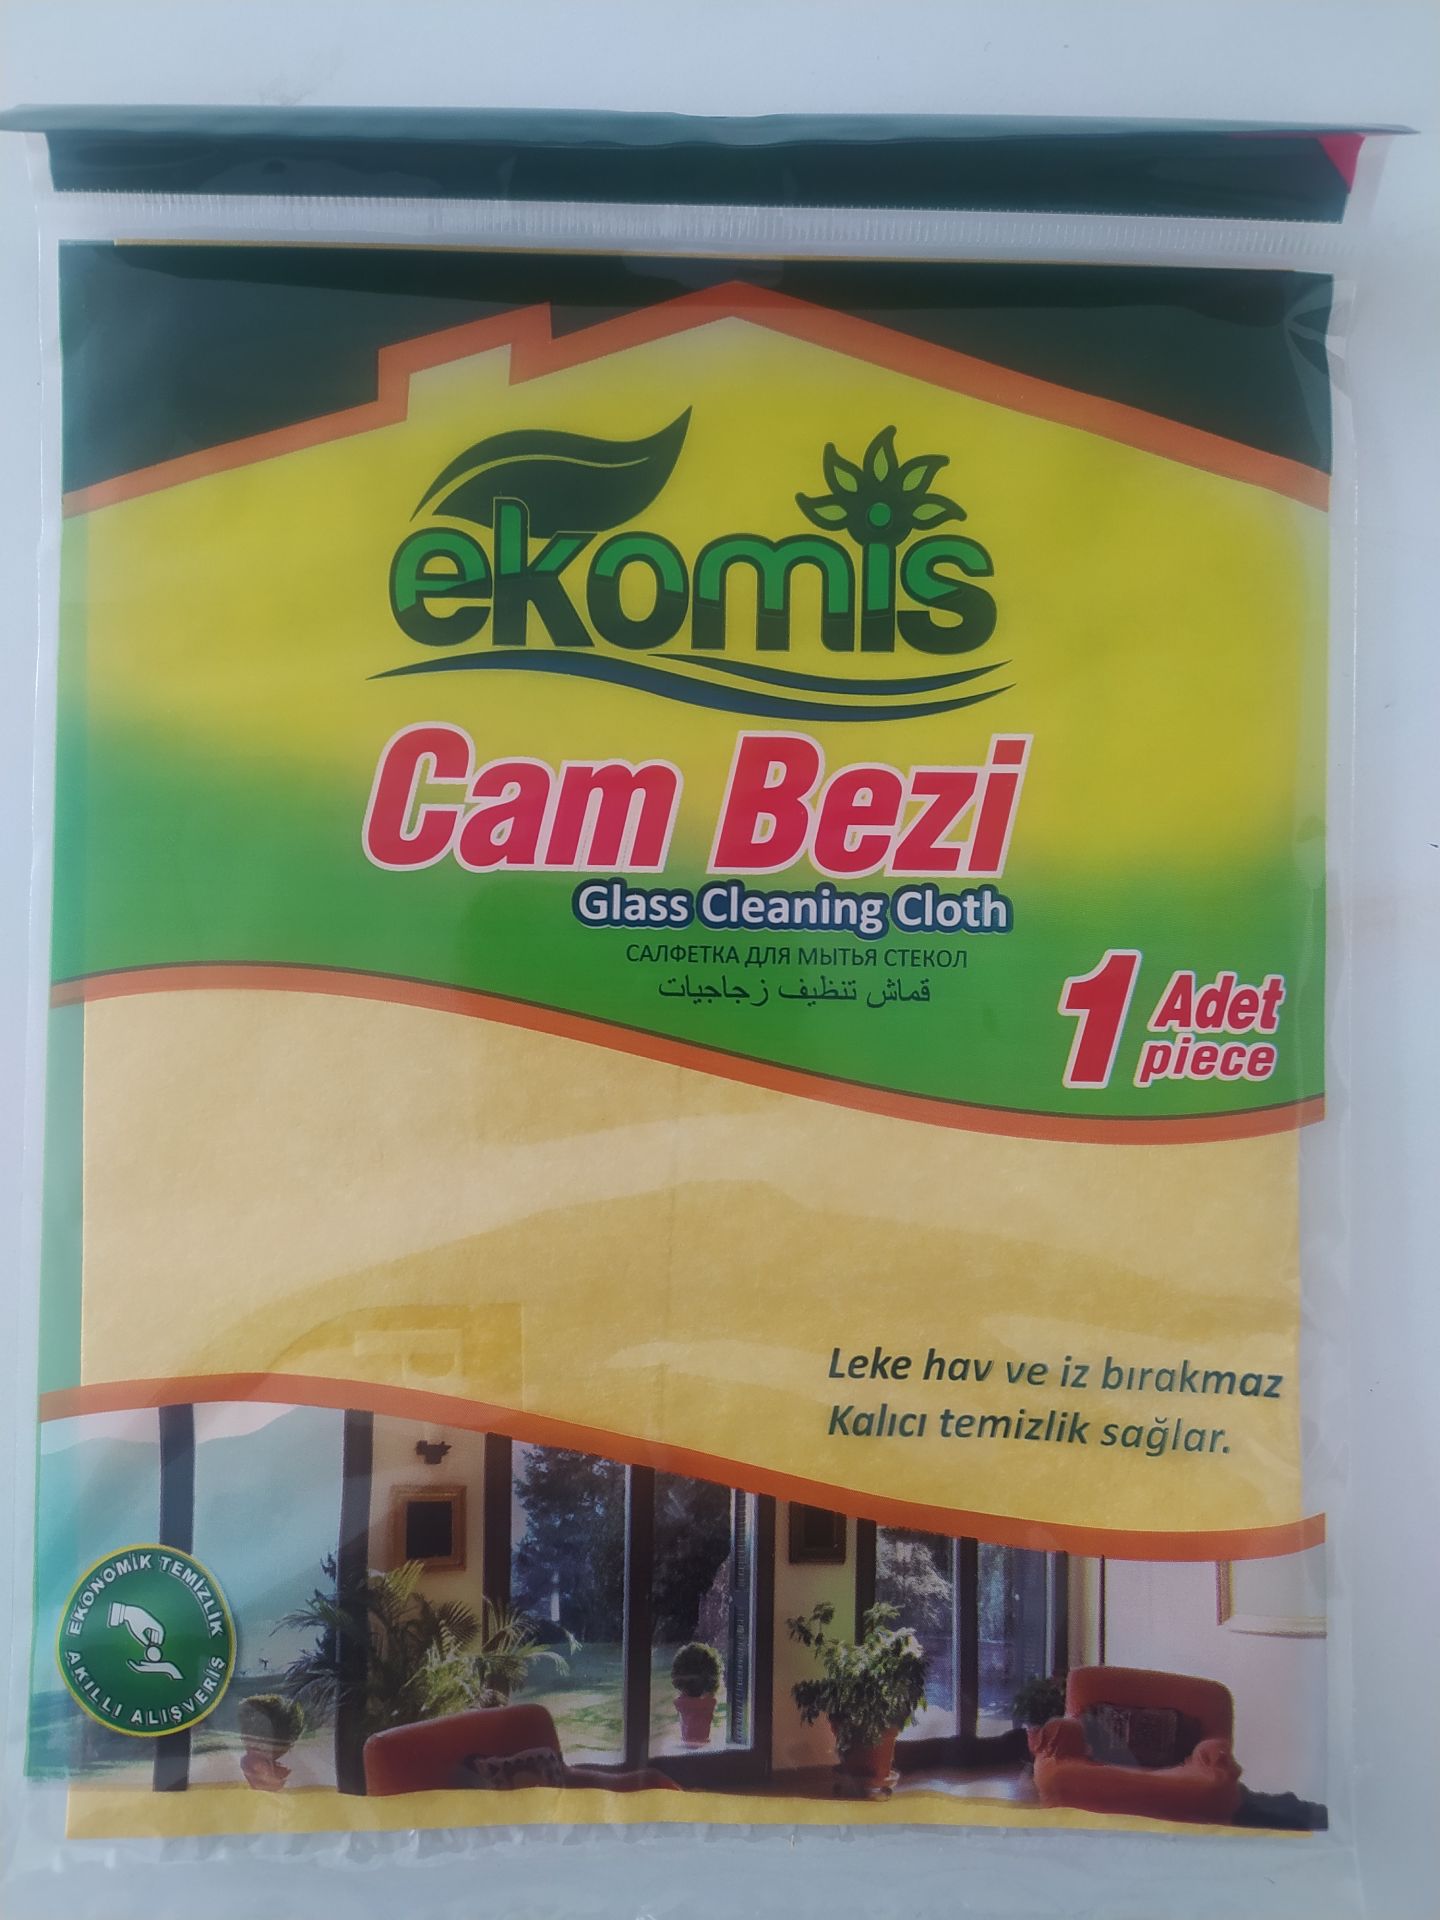 ekomis
Cam Bezi
Glass Cleaning Cloth
САЛФЕТКА ДЛЯ МЫТЬЯ СТЕКОЛ
قماش تنظيف زجاجيات
1 Adet
piece
Leke hav ve iz bırakmaz
Kalıcı temizlik sağlar.
EKONOMİK TEMİZLİK
AKILLI ALIŞVERİŞ